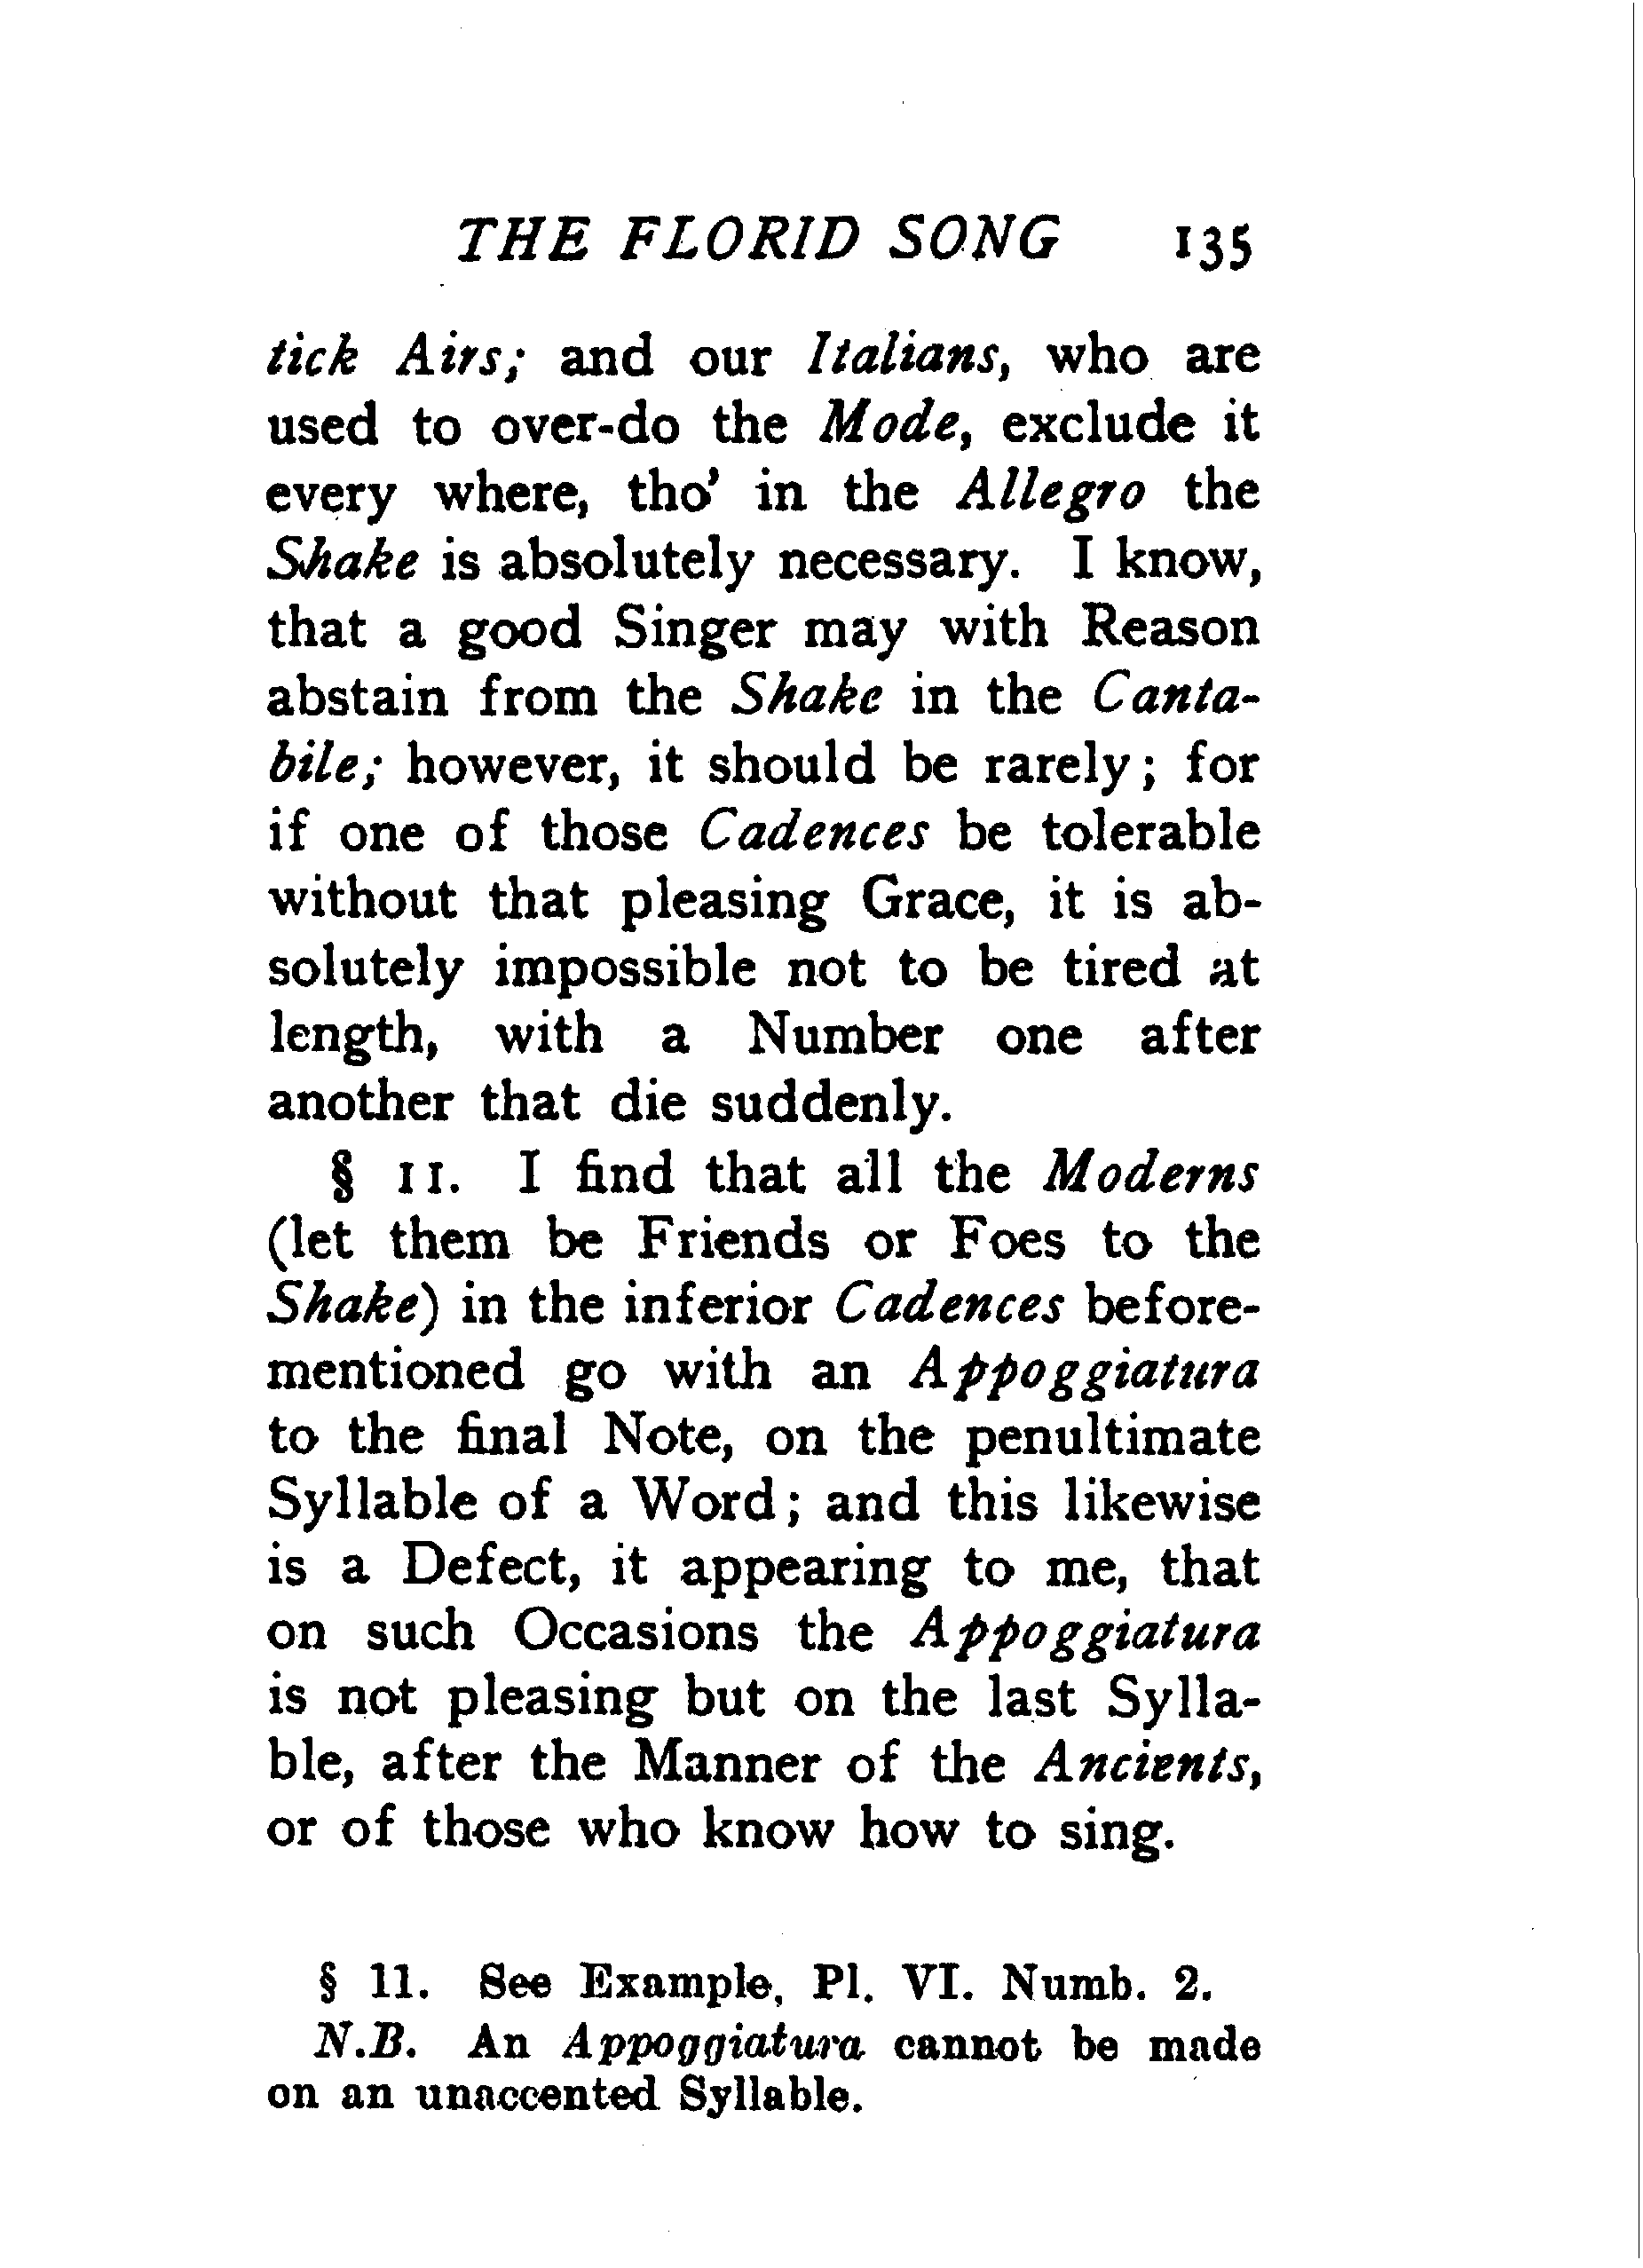 THE FLORID SONG 135
tick Airs; and our Italians, who are
used to over-do the Mode, exclude it
every where, tho' in the Allegro the
Shake is absolutely necessary. I know,
that a good Singer may with Reason
abstain from the Shake in the Canta-
bile; however, it should be rarely; for
if one of those Cadences be tolerable
without that pleasing Grace, it is ab-
solutely impossible not to be tired at
length, with a Number one after
another that die suddenly.
§ 11. I find that all the Moderns
(let them be Friends or Foes to the
Shake) in the inferior Cadences before-
mentioned go with an Appoggiatura
to the final Note, on the penultimate
Syllable of a Word; and this likewise
is a Defect, it appearing to me, that
on such Occasions the Appoggiatura
is not pleasing but on the last Sylla-
ble, after the Manner of the Ancients,
or of those who know how to sing.
§ 11. See Example, Pl. VI. Numb. 2.
N.B. An Appoggiatura cannot be made
on an unaccented Syllable.